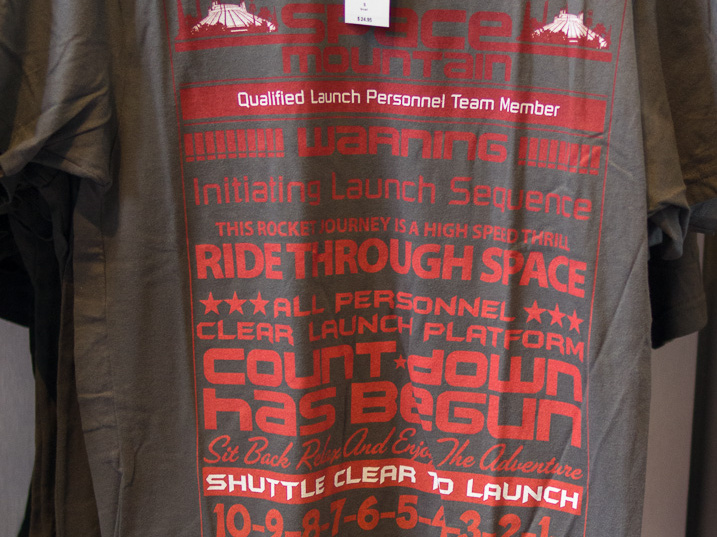 $34.95
space
mountain
Qualified Launch Personnel Team Member
!!!!!!!!!! WARNING !!!!!!!!!!
Initiating Launch Sequence
THIS ROCKET JOURNEY IS A HIGH SPEED THRILL
RIDE THROUGH SPACE
★★★ALL PERSONNEL★★★
CLEAR LAUNCH PLATFORM
COUNT★DOWN
HAS BEGUN
Sit Back Relax And Enjoy The Adventure
SHUTTLE CLEAR TO LAUNCH
10-9-8-7-6-5-4-3-2-1